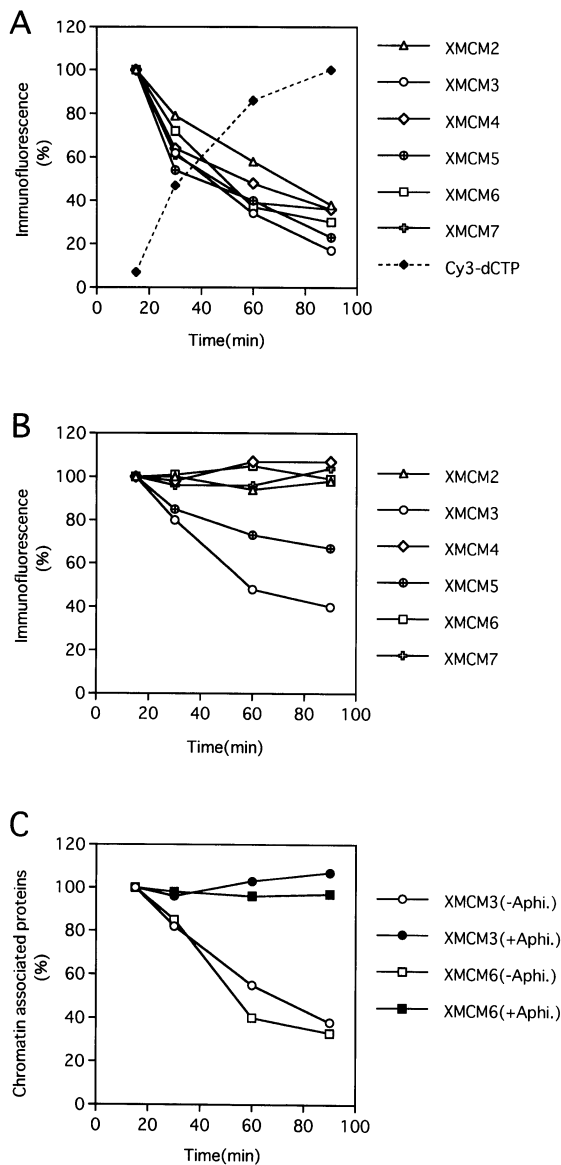 A
120
100
80
60
40
20
0
Immunofluorescence
(%)
0 20 40 60 80 100
Time(min)
XMCM2
XMCM3
XMCM4
XMCM5
XMCM6
XMCM7
Cy3-dCTP
B
120
100
80
60
40
20
0
Immunofluorescence
(%)
0 20 40 60 80 100
Time(min)
XMCM2
XMCM3
XMCM4
XMCM5
XMCM6
XMCM7
C
120
100
80
60
40
20
0
Chromatin associated proteins
(%)
0 20 40 60 80 100
Time(min)
XMCM3(-Aphi.)
XMCM3(+Aphi.)
XMCM6(-Aphi.)
XMCM6(+Aphi.)